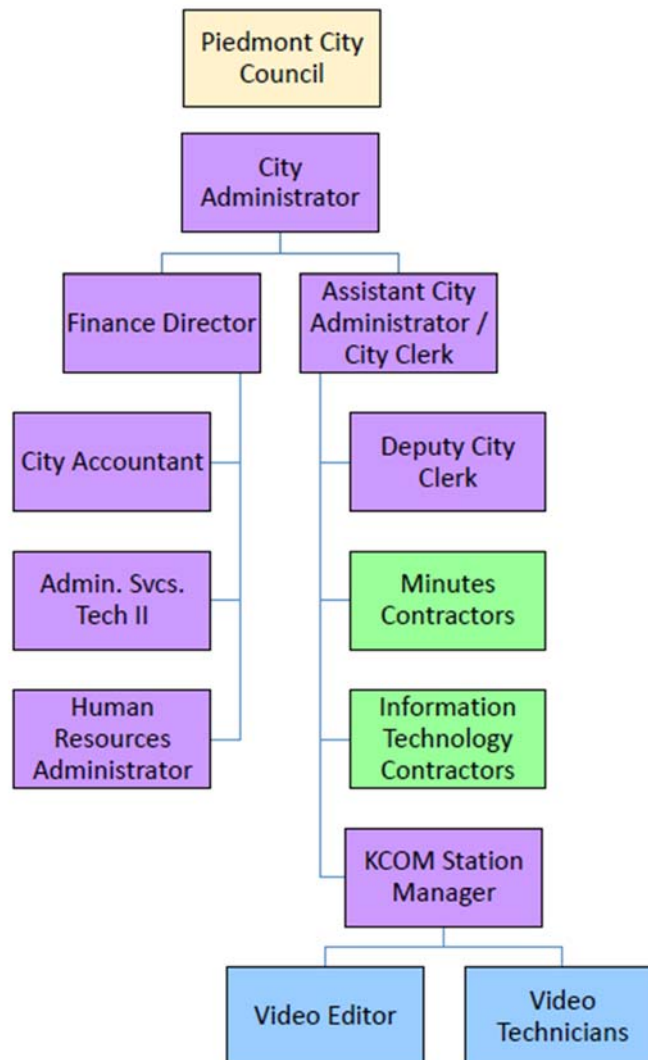 Piedmont City
Council
City
Administrator
Finance Director
Assistant City
Administrator /
City Clerk
City Accountant
Deputy City
Clerk
Admin. Svcs.
Tech II
Minutes
Contractors
Human
Resources
Administrator
Information
Technology
Contractors
KCOM Station
Manager
Video Editor
Video
Technicians